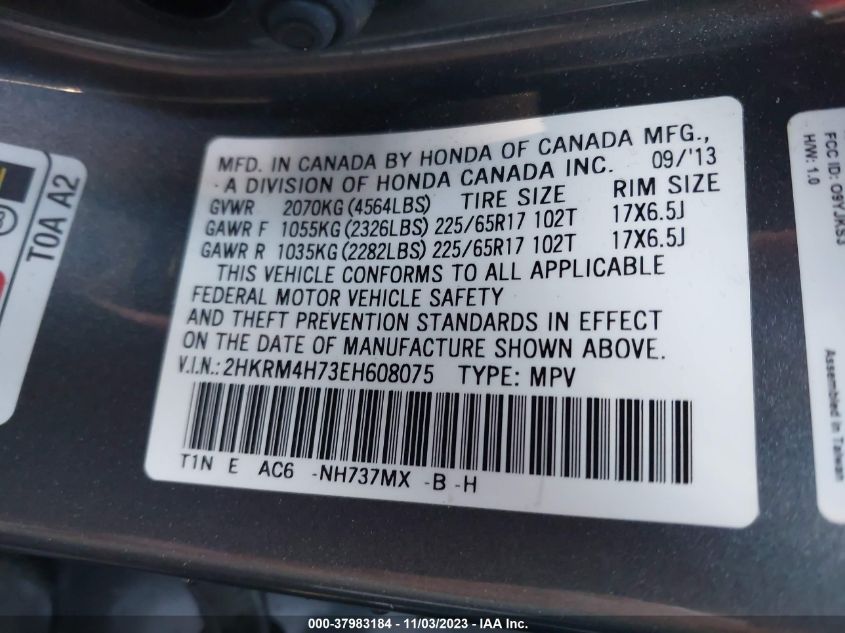 MFD. IN CANADA BY HONDA OF CANADA MFG.,
A DIVISION OF HONDA CANADA INC. 09/'13
GVWR 2070KG (4564LBS) TIRE SIZE RIM SIZE
GAWR F 1055KG (2326LBS) 225/65R17 102T 17X6.5J
GAWR R 1035KG (2282LBS) 225/65R17 102T 17X6.5J
THIS VEHICLE CONFORMS TO ALL APPLICABLE
FEDERAL MOTOR VEHICLE SAFETY
AND THEFT PREVENTION STANDARDS IN EFFECT
ON THE DATE OF MANUFACTURE SHOWN ABOVE.
V.I.N.: 2HKRM4H73EH608075 TYPE: MPV
T1N E AC6 -NH737MX -B -H
TOA A2
FCC ID: O9YJKS3
H/W: 1.0
Assembled in Taiwan
000-37983184 - 11/03/2023 - IAA Inc.